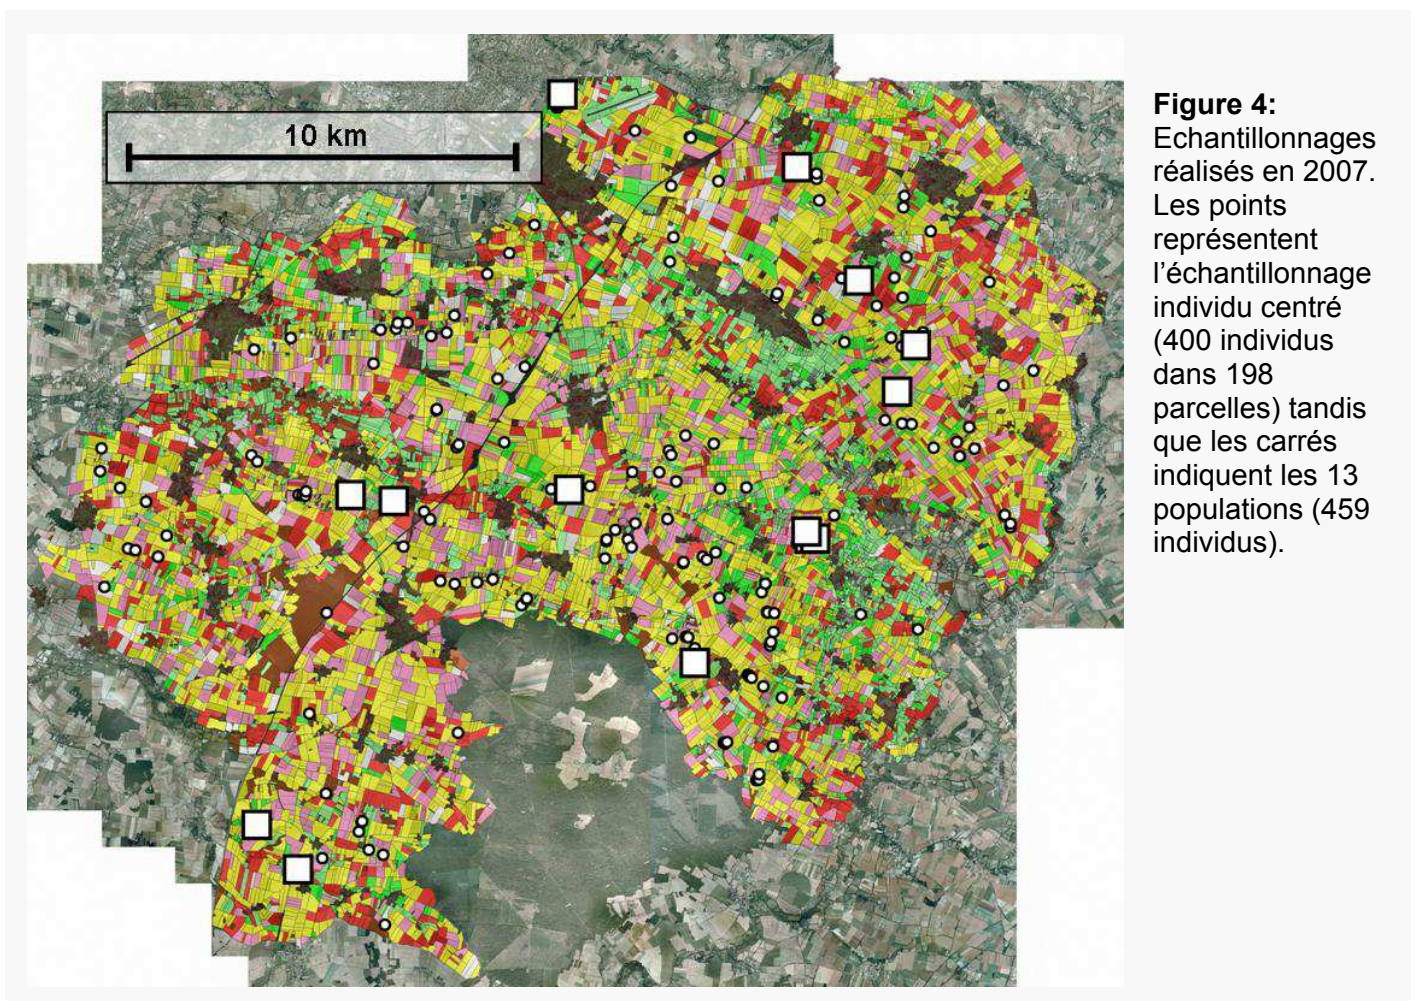 10 km
Figure 4:
Echantillonnages
réalisés en 2007.
Les points
représentent
l’échantillonnage
individu centré
(400 individus
dans 198
parcelles) tandis
que les carrés
indiquent les 13
populations (459
individus).